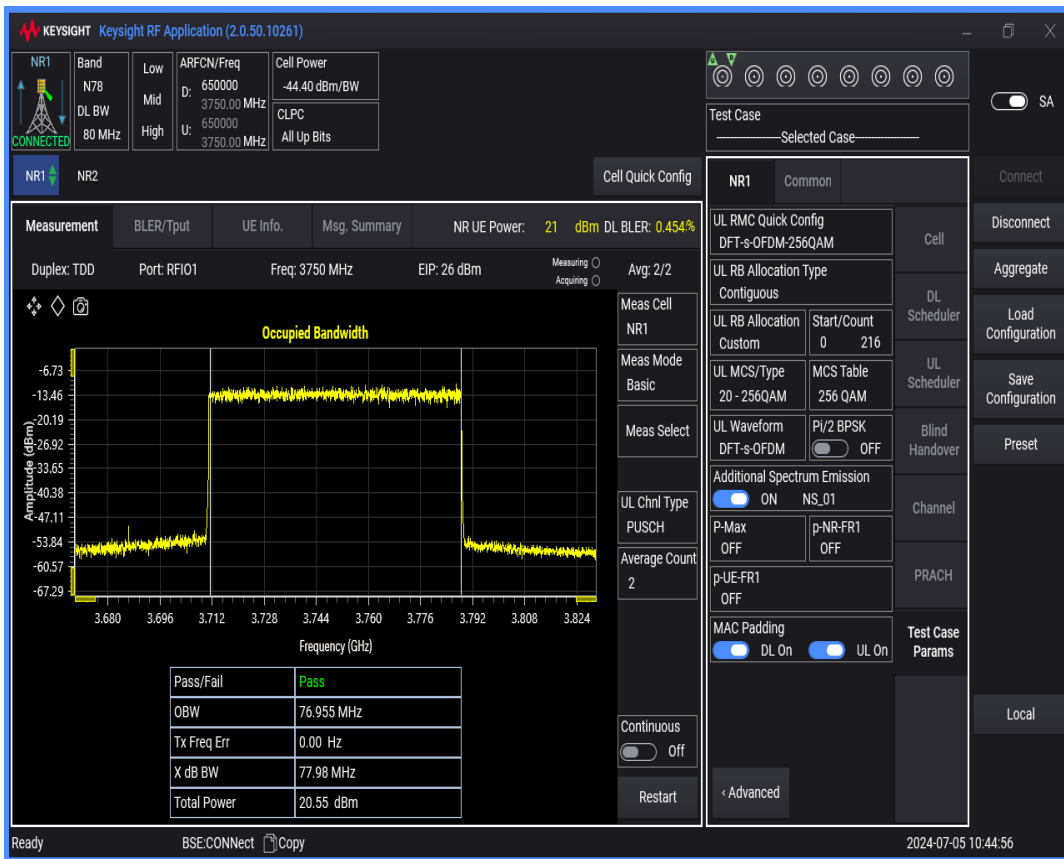 KEYSIGHT Keysight RF Application (2.0.50.10261)
NR1
CONNECTED
Band
N78
DL BW
80 MHz
Low
Mid
High
ARFCN/Freq
D: 650000
3750.00 MHz
U: 650000
3750.00 MHz
Cell Power
-44.40 dBm/BW
CLPC
All Up Bits
U D
Test Case
----------Selected Case----------
SA
NR1
NR2
Cell Quick Config
NR1
Common
Connect
Measurement
BLER/Tput
UE Info.
Msg. Summary
NR UE Power: 21 dBm DL BLER: 0.454%
Duplex: TDD
Port: RFIO1
Freq: 3750 MHz
EIP: 26 dBm
Measuring
Acquiring
Avg: 2/2
Occupied Bandwidth
Amplitude (dBm)
-6.73
-13.46
-20.19
-26.92
-33.65
-40.38
-47.11
-53.84
-60.57
-67.29
3.680 3.696 3.712 3.728 3.744 3.760 3.776 3.792 3.808 3.824
Frequency (GHz)
Pass/Fail Pass
OBW 76.955 MHz
Tx Freq Err 0.00 Hz
X dB BW 77.98 MHz
Total Power 20.55 dBm
Meas Cell
NR1
Meas Mode
Basic
Meas Select
UL Chnl Type
PUSCH
Average Count
2
Continuous
Off
Restart
UL RMC Quick Config
DFT-s-OFDM-256QAM
UL RB Allocation Type
Contiguous
UL RB Allocation
Custom
Start/Count
0 216
UL MCS/Type
20 - 256QAM
MCS Table
256 QAM
UL Waveform
DFT-s-OFDM
Pi/2 BPSK
OFF
Additional Spectrum Emission
ON NS_01
P-Max
OFF
p-NR-FR1
OFF
p-UE-FR1
OFF
MAC Padding
DL On UL On
‹ Advanced
Cell
DL
Scheduler
UL
Scheduler
Blind
Handover
Channel
PRACH
Test Case
Params
Disconnect
Aggregate
Load
Configuration
Save
Configuration
Preset
Local
Ready
BSE:CONNect
Copy
2024-07-05 10:44:56